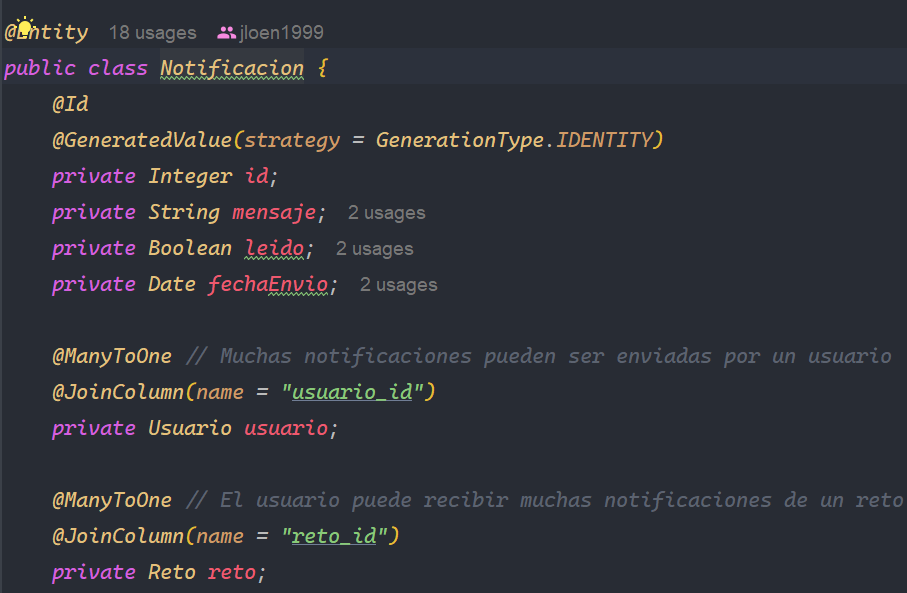 @Entity 18 usages jloen1999
public class Notificacion {
@Id
@GeneratedValue(strategy = GenerationType.IDENTITY)
private Integer id;
private String mensaje; 2 usages
private Boolean leido; 2 usages
private Date fechaEnvio; 2 usages
@ManyToOne // Muchas notificaciones pueden ser enviadas por un usuario
@JoinColumn(name = "usuario_id")
private Usuario usuario;
@ManyToOne // El usuario puede recibir muchas notificaciones de un reto
@JoinColumn(name = "reto_id")
private Reto reto;